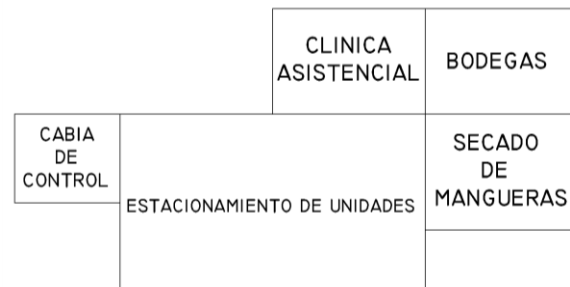 CLINICA
ASISTENCIAL
BODEGAS
CABIA
DE
CONTROL
ESTACIONAMIENTO DE UNIDADES
SECADO
DE
MANGUERAS